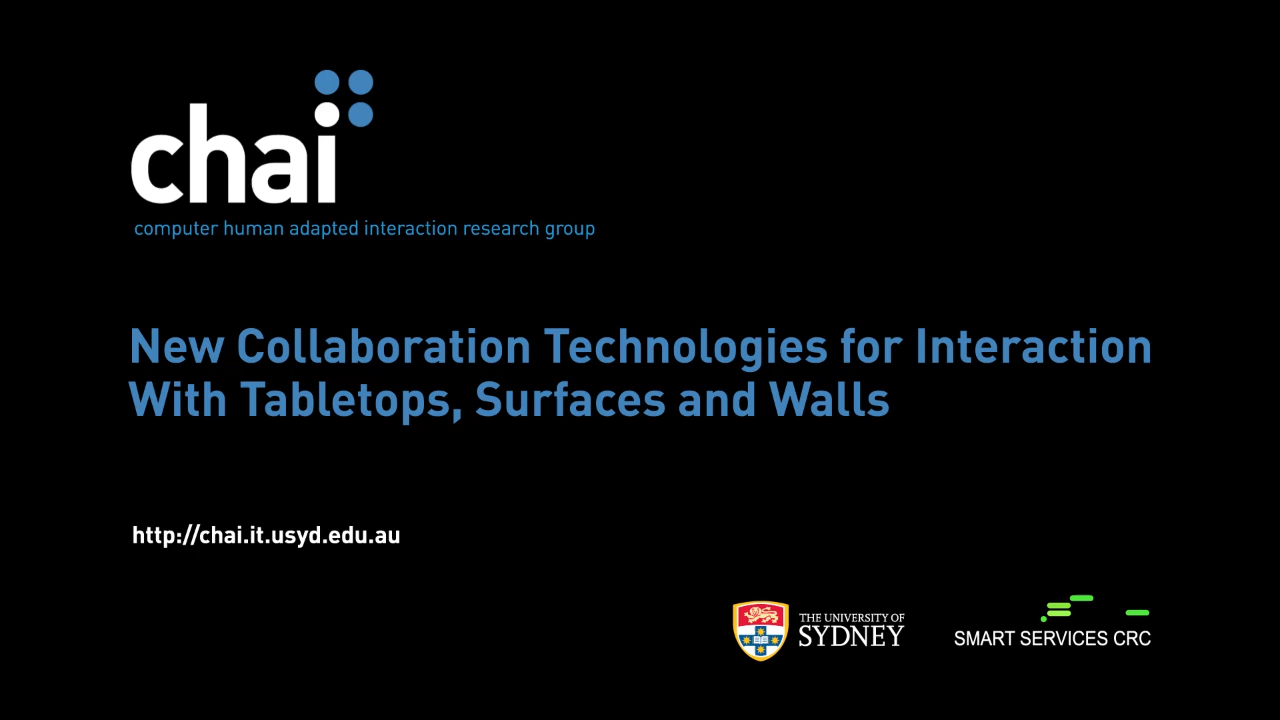 chai
computer human adapted interaction research group
New Collaboration Technologies for Interaction
With Tabletops, Surfaces and Walls
http://chai.it.usyd.edu.au
THE UNIVERSITY OF
SYDNEY
SMART SERVICES CRC